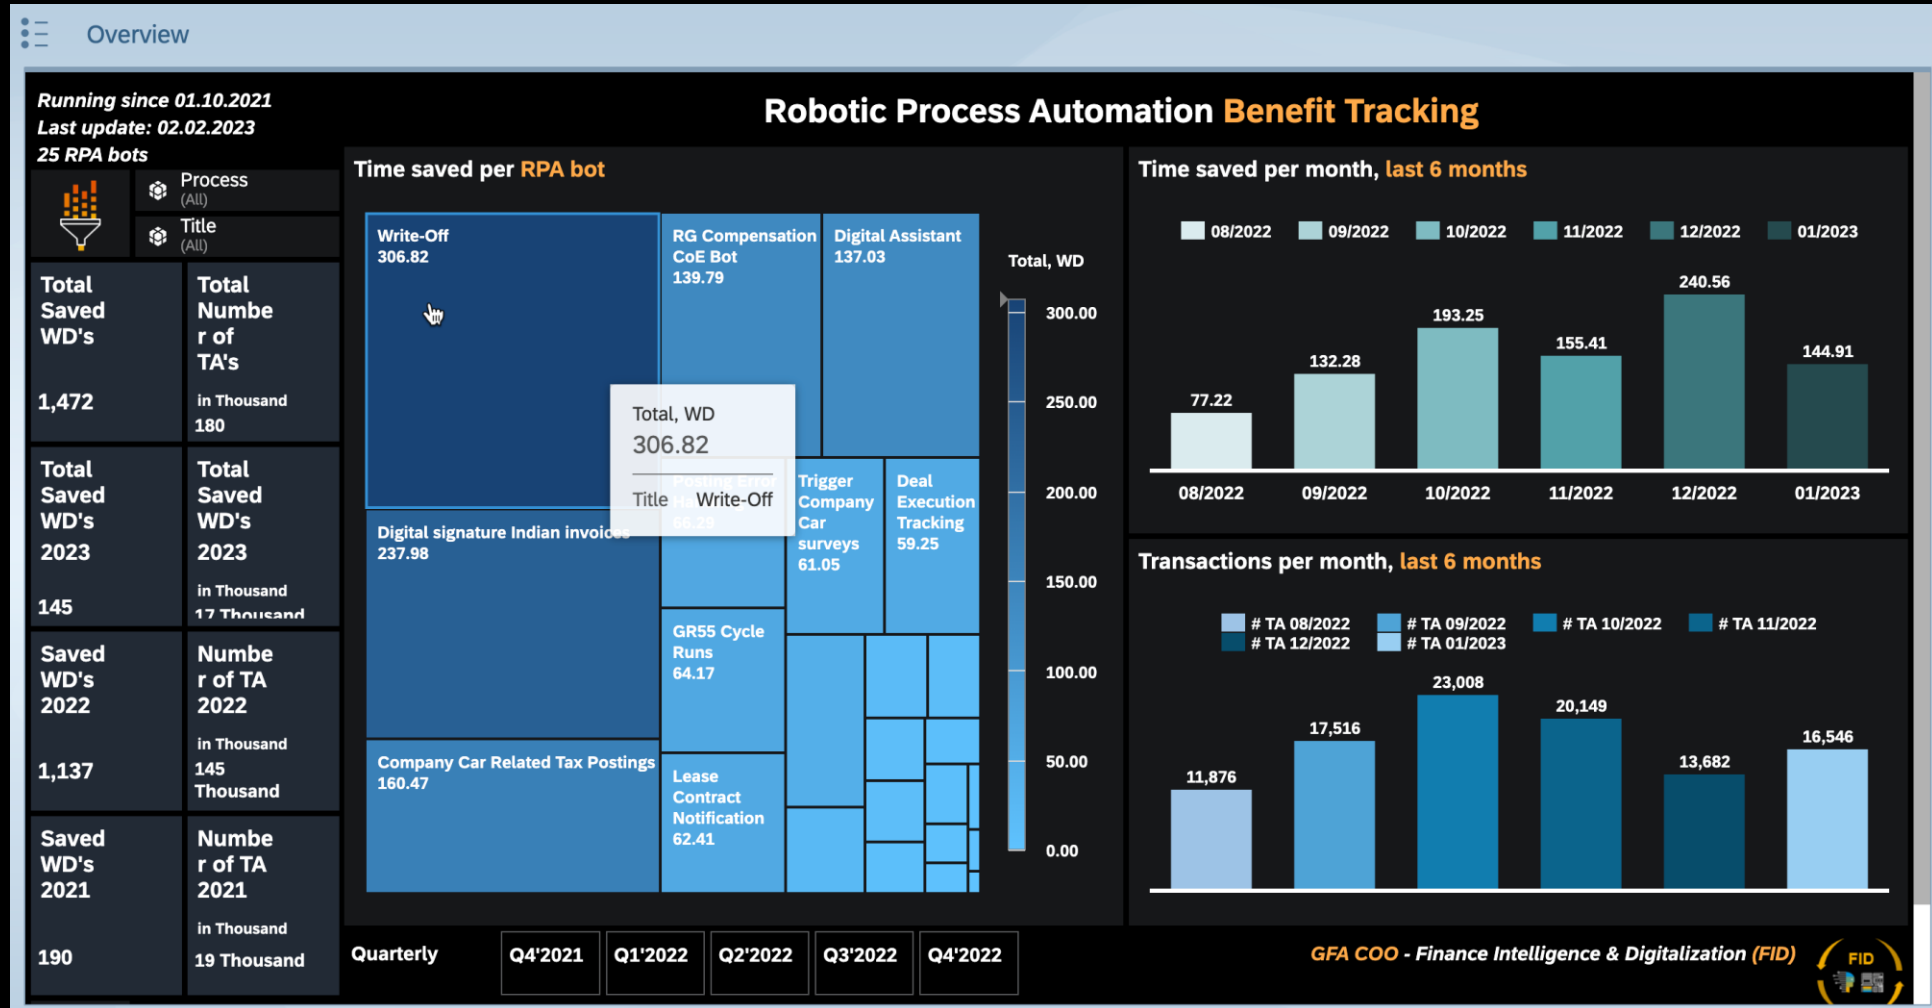 Overview
Running since 01.10.2021
Last update: 02.02.2023
25 RPA bots
Robotic Process Automation Benefit Tracking
Process
(All)
Title
(All)
Total
Saved
WD's
1,472
Total
Numbe
r of
TA's
in Thousand
180
Total
Saved
WD's
2023
145
Total
Saved
WD's
2023
in Thousand
17 Thousand
Saved
WD's
2022
1,137
Numbe
r of TA
2022
in Thousand
145
Thousand
Saved
WD's
2021
190
Numbe
r of TA
2021
in Thousand
19 Thousand
Time saved per RPA bot
Write-Off
306.82
RG Compensation
CoE Bot
139.79
Digital Assistant
137.03
Total, WD
306.82
Title Write-Off
Posting Error
66.29
Trigger
Company
Car
surveys
61.05
Deal
Execution
Tracking
59.25
Digital signature Indian invoices
237.98
GR55 Cycle
Runs
64.17
Company Car Related Tax Postings
160.47
Lease
Contract
Notification
62.41
Total, WD
300.00
250.00
200.00
150.00
100.00
50.00
0.00
Time saved per month, last 6 months
08/2022 09/2022 10/2022 11/2022 12/2022 01/2023
77.22
132.28
193.25
155.41
240.56
144.91
08/2022 09/2022 10/2022 11/2022 12/2022 01/2023
Transactions per month, last 6 months
# TA 08/2022 # TA 09/2022 # TA 10/2022 # TA 11/2022
# TA 12/2022 # TA 01/2023
11,876
17,516
23,008
20,149
13,682
16,546
Quarterly
Q4'2021
Q1'2022
Q2'2022
Q3'2022
Q4'2022
GFA COO - Finance Intelligence & Digitalization (FID)
FID